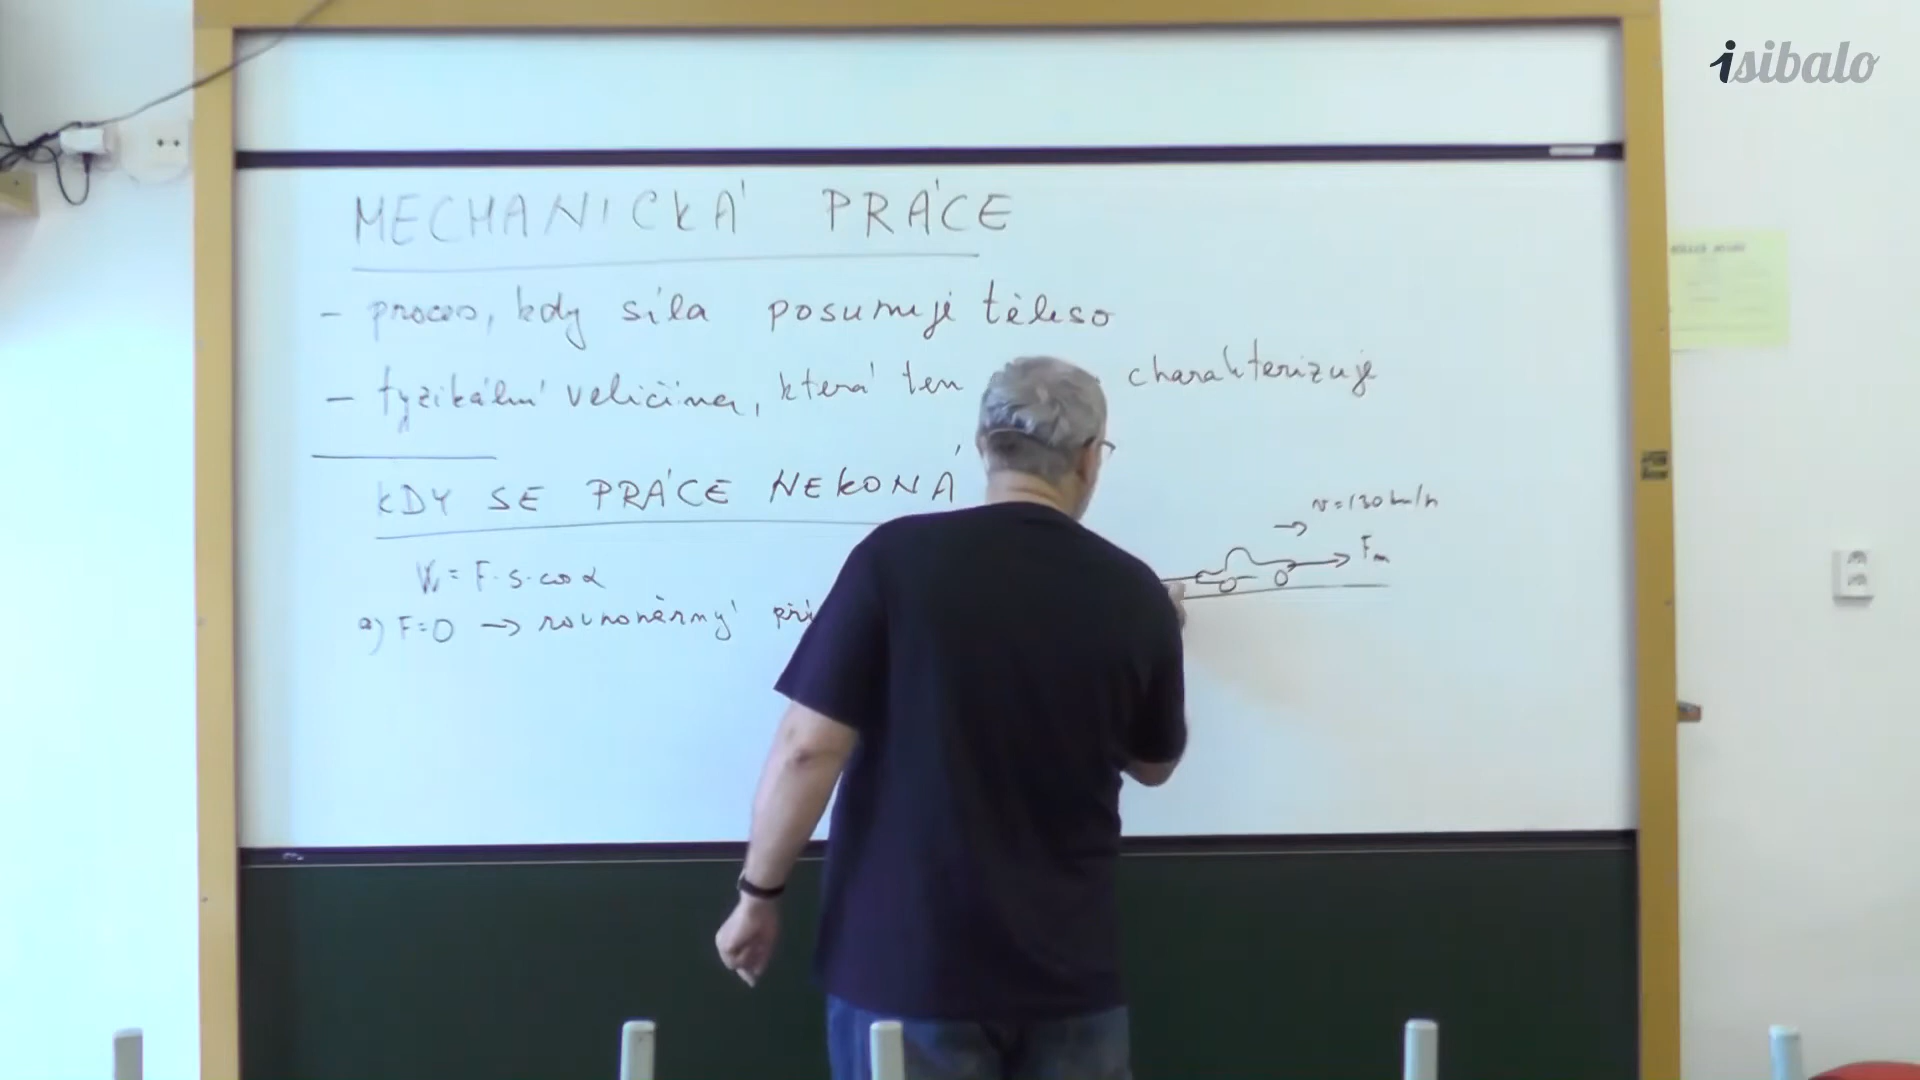 isibalo
MECHANICKÁ PRÁCE
- proces, kdy síla posunuje těleso
- fyzikální veličina, která ten charakterizuje
KDY SE PRÁCE NEKONÁ
W = F·s·cos α
a) F=0 → rovnoměrný
v=130 km/h
Fm